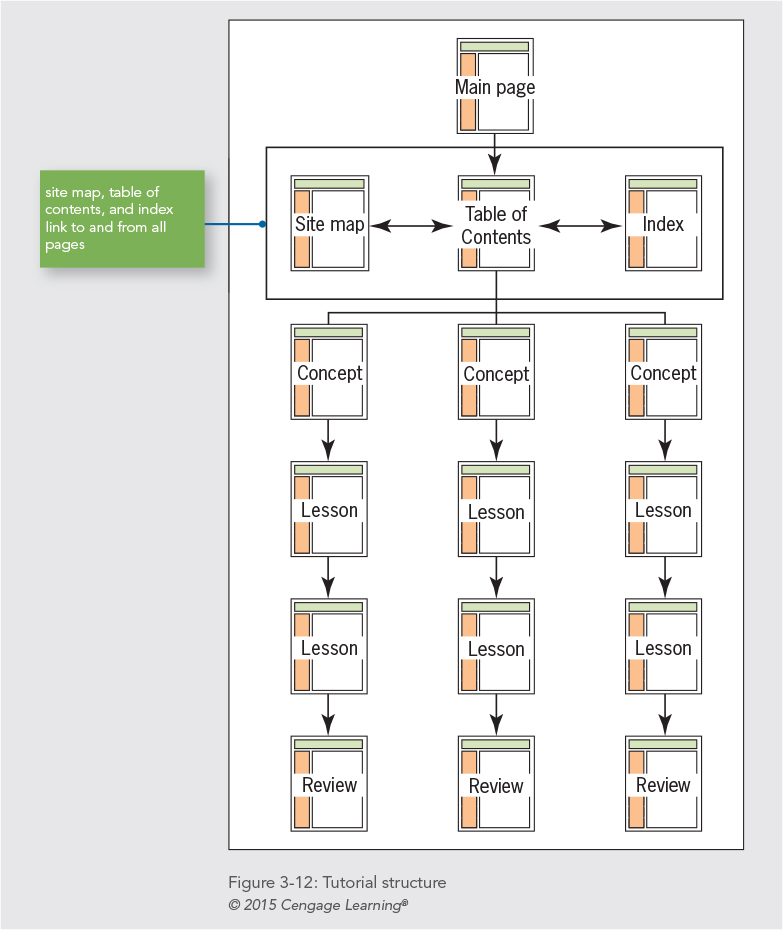 Main page
site map, table of
contents, and index
link to and from all
pages
Site map
Table of
Contents
Index
Concept
Concept
Concept
Lesson
Lesson
Lesson
Lesson
Lesson
Lesson
Review
Review
Review
Figure 3-12: Tutorial structure
© 2015 Cengage Learning®